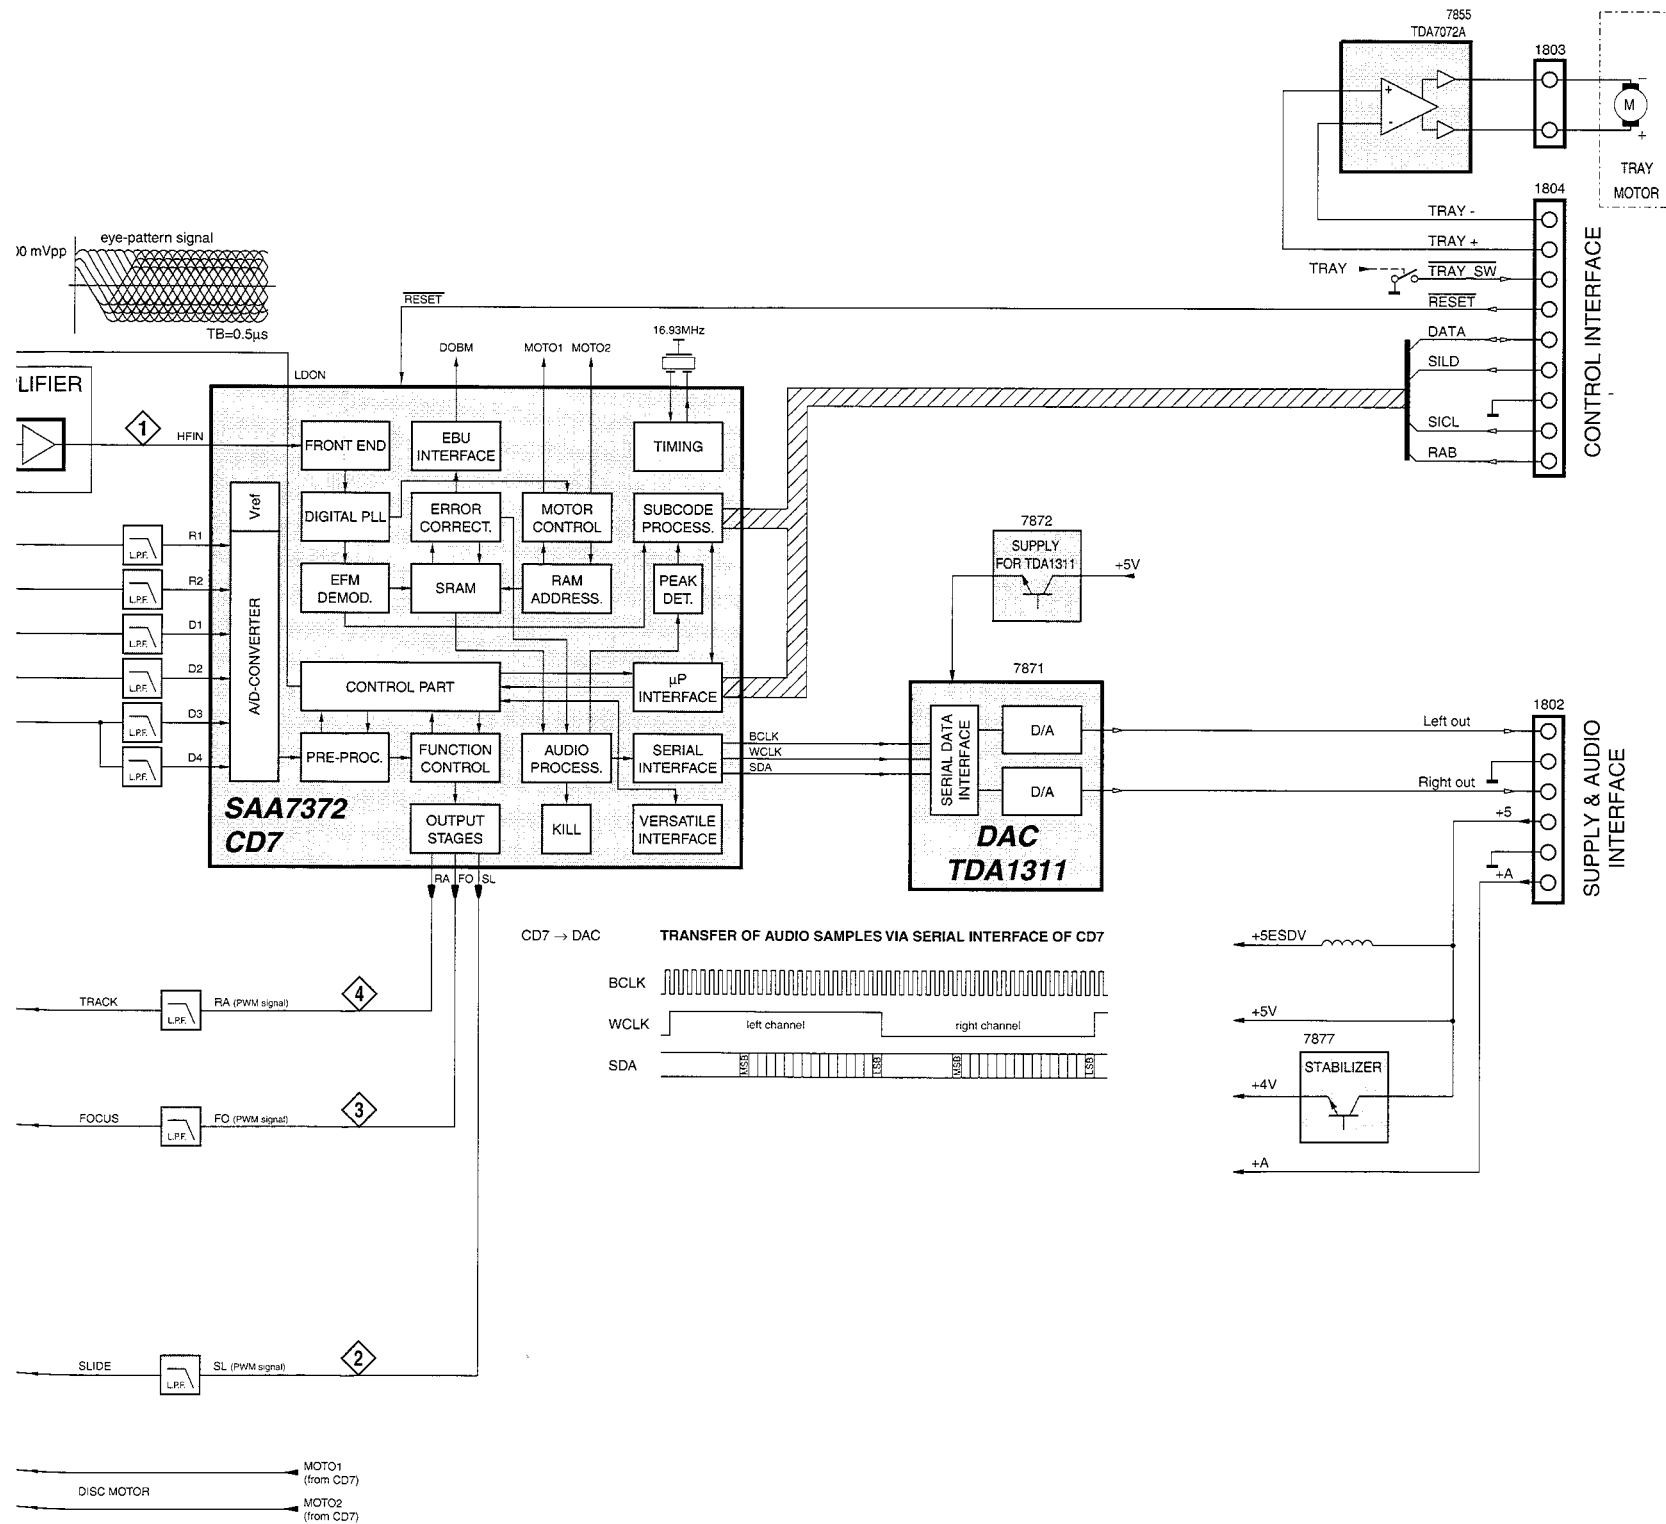 7855
TDA7072A
1803
+
-
-
M
+
TRAY
MOTOR
1804
TRAY -
TRAY +
TRAY
TRAY SW
RESET
DATA
SILD
SICL
RAB
CONTROL INTERFACE
eye-pattern signal
00 mVpp
TB=0.5µs
RESET
16.93MHz
DOBM
MOTO1
MOTO2
LDON
LIFIER
1
HFIN
FRONT END
EBU
INTERFACE
TIMING
Vref
DIGITAL PLL
ERROR
CORRECT.
MOTOR
CONTROL
SUBCODE
PROCESS.
EFM
DEMOD.
SRAM
RAM
ADDRESS.
PEAK
DET.
A/D-CONVERTER
CONTROL PART
µP
INTERFACE
PRE-PROC.
FUNCTION
CONTROL
AUDIO
PROCESS.
SERIAL
INTERFACE
OUTPUT
STAGES
KILL
VERSATILE
INTERFACE
SAA7372
CD7
L.P.F.
R1
L.P.F.
R2
L.P.F.
D1
L.P.F.
D2
L.P.F.
D3
L.P.F.
D4
BCLK
WCLK
SDA
7872
SUPPLY
FOR TDA1311
+5V
7871
SERIAL DATA
INTERFACE
D/A
D/A
DAC
TDA1311
1802
Left out
Right out
+5
+A
SUPPLY & AUDIO
INTERFACE
RA
FO
SL
CD7 → DAC
TRANSFER OF AUDIO SAMPLES VIA SERIAL INTERFACE OF CD7
BCLK
WCLK
left channel
right channel
SDA
MSB
LSB
MSB
LSB
+5ESDV
+5V
7877
STABILIZER
+4V
+A
TRACK
L.P.F.
RA (PWM signal)
4
FOCUS
L.P.F.
FO (PWM signal)
3
SLIDE
L.P.F.
SL (PWM signal)
2
MOTO1
(from CD7)
DISC MOTOR
MOTO2
(from CD7)